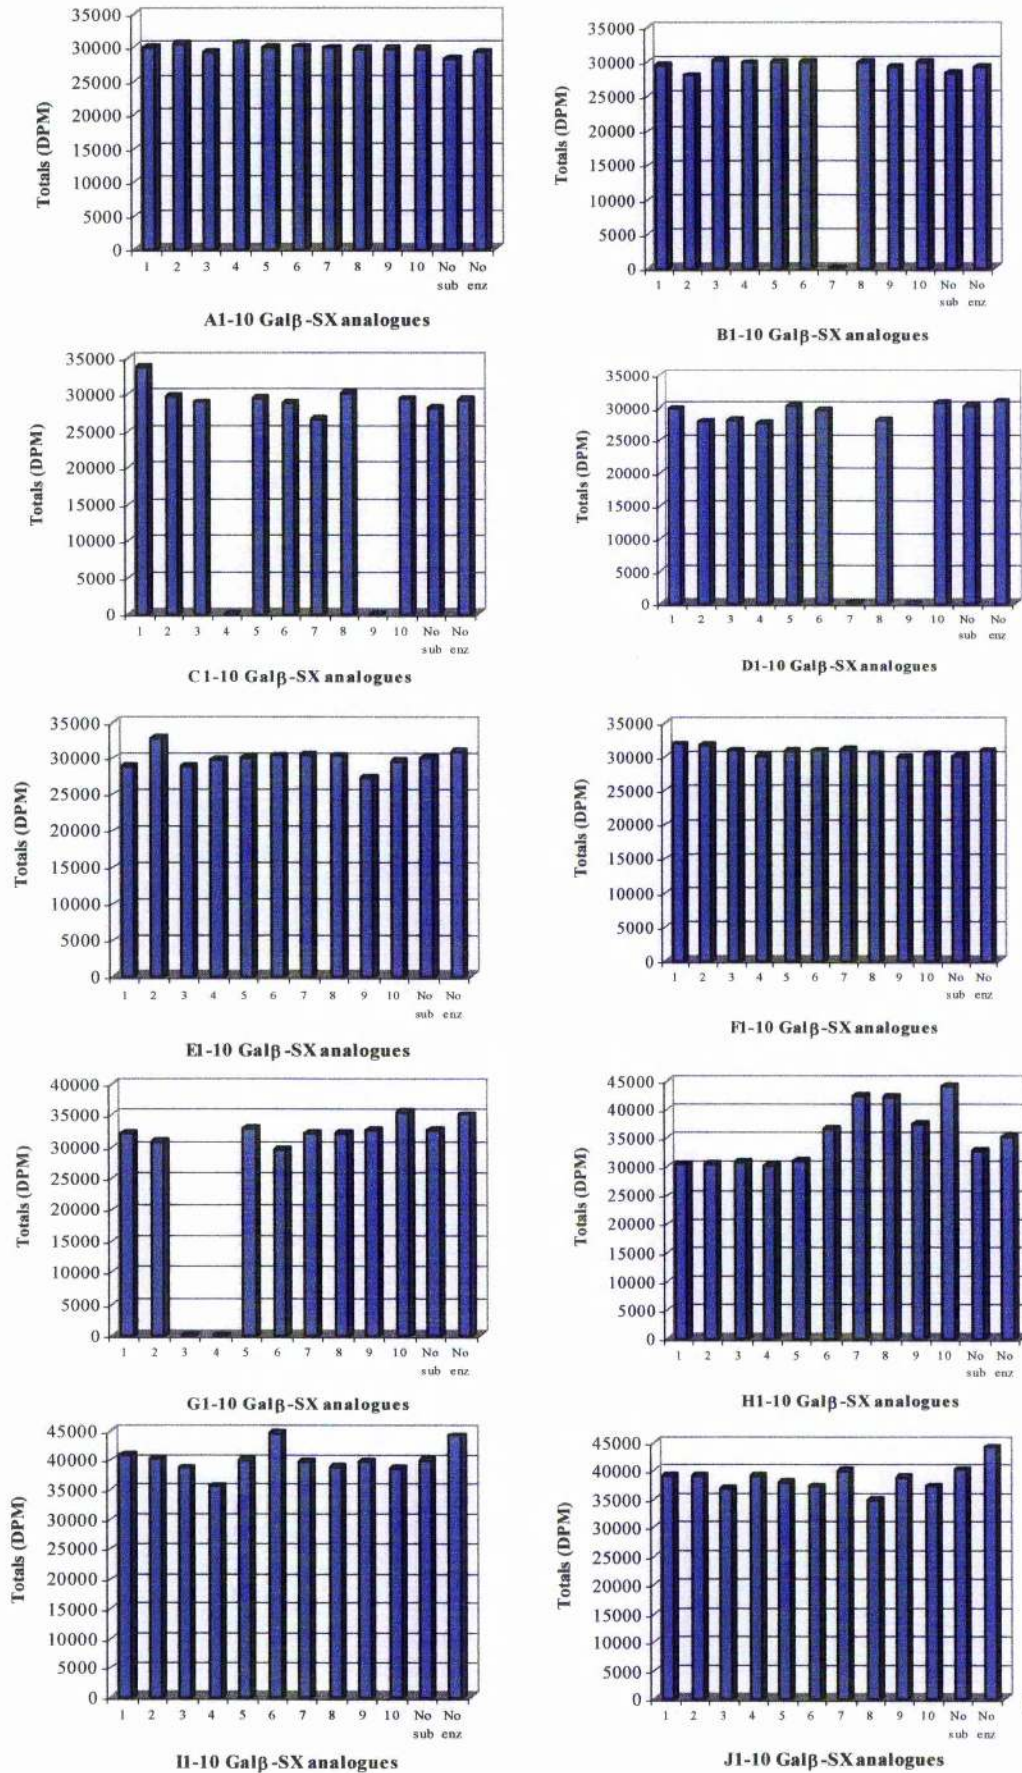 35000
30000
25000
20000
15000
10000
5000
0
Totals (DPM)
1 2 3 4 5 6 7 8 9 10 No No
sub enz
A1-10 Galβ-SX analogues
35000
30000
25000
20000
15000
10000
5000
0
Totals (DPM)
1 2 3 4 5 6 7 8 9 10 No No
sub enz
B1-10 Galβ-SX analogues
35000
30000
25000
20000
15000
10000
5000
0
Totals (DPM)
1 2 3 4 5 6 7 8 9 10 No No
sub enz
C1-10 Galβ-SX analogues
35000
30000
25000
20000
15000
10000
5000
0
Totals (DPM)
1 2 3 4 5 6 7 8 9 10 No No
sub enz
D1-10 Galβ-SX analogues
35000
30000
25000
20000
15000
10000
5000
0
Totals (DPM)
1 2 3 4 5 6 7 8 9 10 No No
sub enz
E1-10 Galβ-SX analogues
35000
30000
25000
20000
15000
10000
5000
0
Totals (DPM)
1 2 3 4 5 6 7 8 9 10 No No
sub enz
F1-10 Galβ-SX analogues
40000
35000
30000
25000
20000
15000
10000
5000
0
Totals (DPM)
1 2 3 4 5 6 7 8 9 10 No No
sub enz
G1-10 Galβ-SX analogues
45000
40000
35000
30000
25000
20000
15000
10000
5000
0
Totals (DPM)
1 2 3 4 5 6 7 8 9 10 No No
sub enz
H1-10 Galβ-SX analogues
45000
40000
35000
30000
25000
20000
15000
10000
5000
0
Totals (DPM)
1 2 3 4 5 6 7 8 9 10 No No
sub enz
I1-10 Galβ-SX analogues
45000
40000
35000
30000
25000
20000
15000
10000
5000
0
Totals (DPM)
1 2 3 4 5 6 7 8 9 10 No No
sub enz
J1-10 Galβ-SX analogues